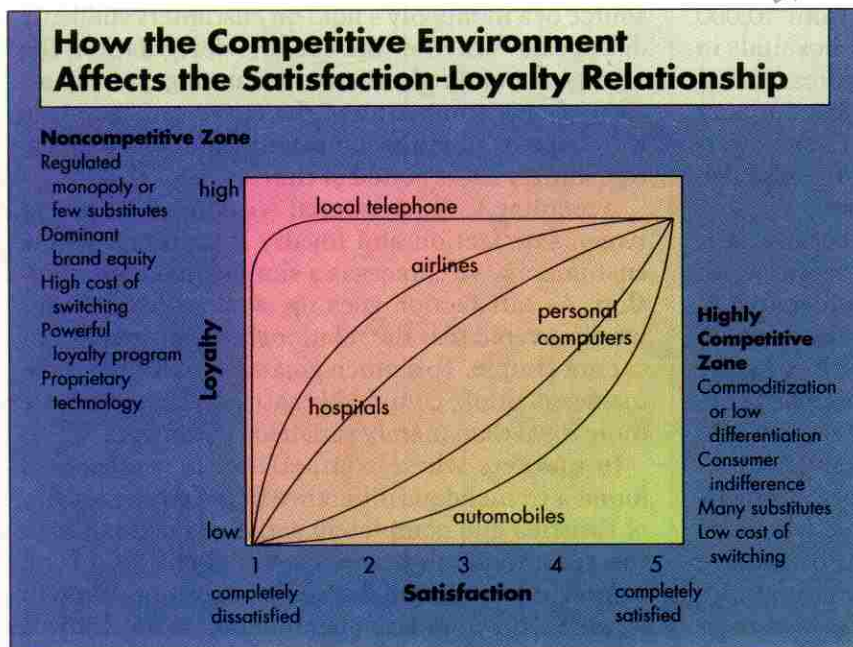 How the Competitive Environment
Affects the Satisfaction-Loyalty Relationship
Noncompetitive Zone
Regulated
monopoly or
few substitutes
Dominant
brand equity
High cost of
switching
Powerful
loyalty program
Proprietary
technology
high
Loyalty
low
local telephone
airlines
personal
computers
hospitals
automobiles
1 2 3 4 5
completely
dissatisfied
Satisfaction
completely
satisfied
Highly
Competitive
Zone
Commoditization
or low
differentiation
Consumer
indifference
Many substitutes
Low cost of
switching